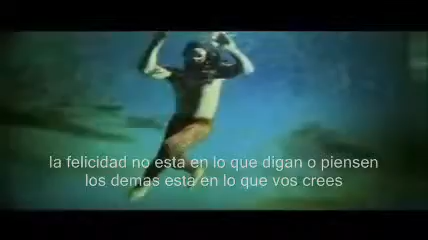 la felicidad no esta en lo que digan o piensen
los demas esta en lo que vos crees